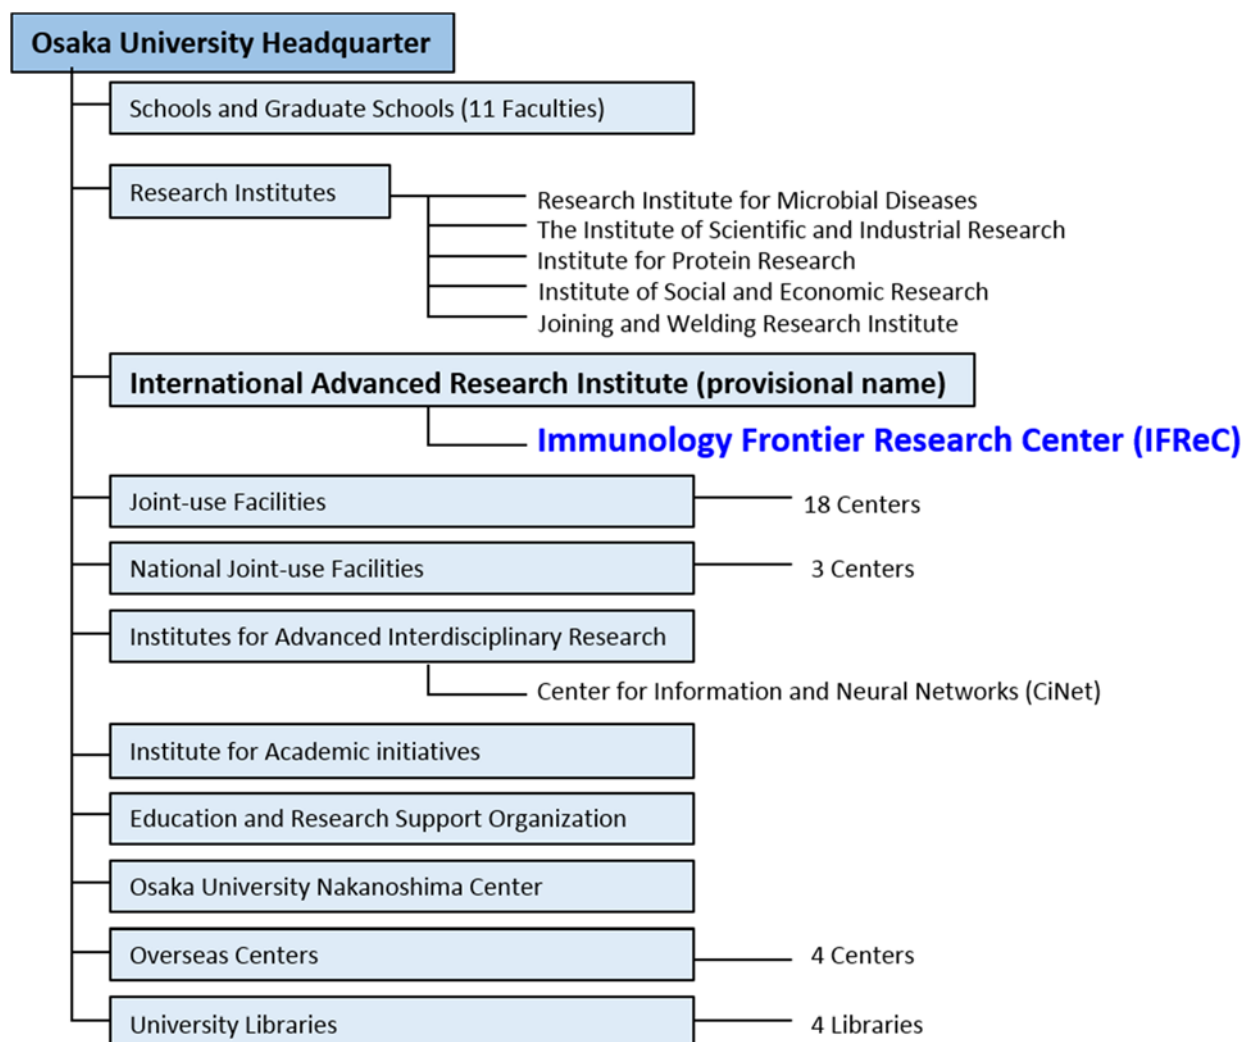 Osaka University Headquarter
Schools and Graduate Schools (11 Faculties)
Research Institutes
Research Institute for Microbial Diseases
The Institute of Scientific and Industrial Research
Institute for Protein Research
Institute of Social and Economic Research
Joining and Welding Research Institute
International Advanced Research Institute (provisional name)
Immunology Frontier Research Center (IFReC)
Joint-use Facilities
18 Centers
National Joint-use Facilities
3 Centers
Institutes for Advanced Interdisciplinary Research
Center for Information and Neural Networks (CiNet)
Institute for Academic initiatives
Education and Research Support Organization
Osaka University Nakanoshima Center
Overseas Centers
4 Centers
University Libraries
4 Libraries